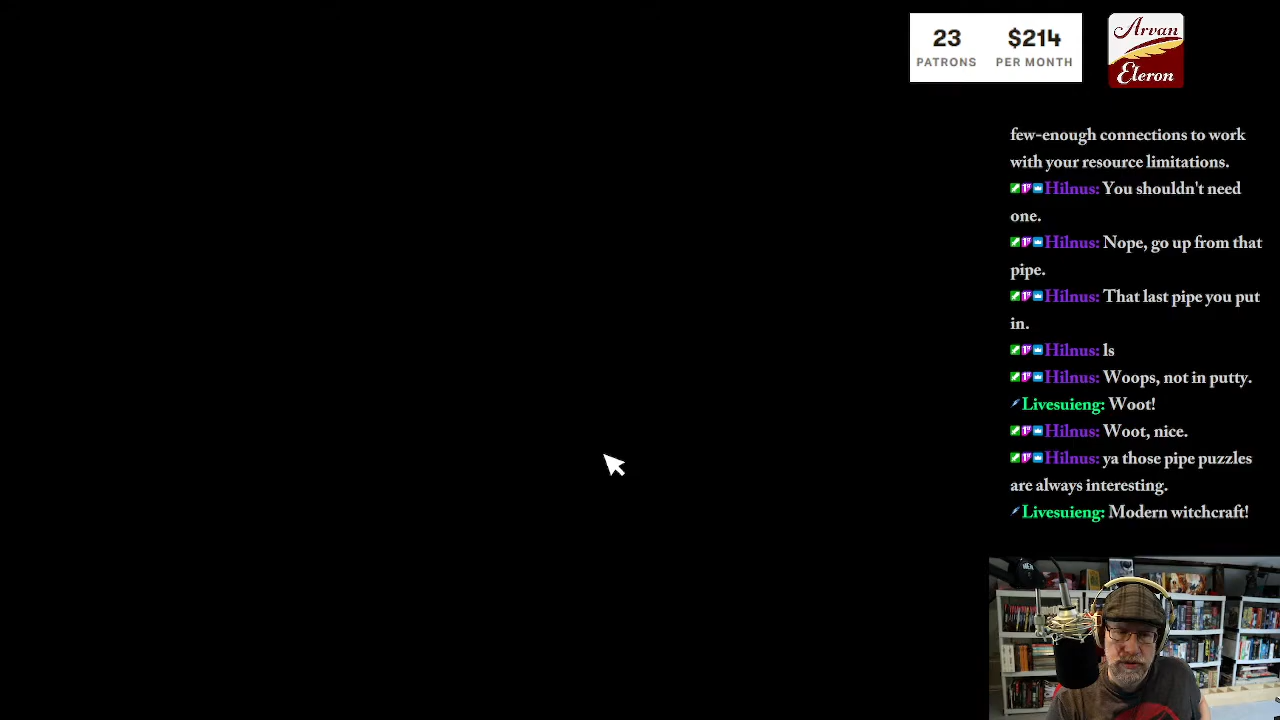 23 $214
PATRONS PER MONTH
Arvan
Eleron
few-enough connections to work
with your resource limitations.
Hilnus: You shouldn't need
one.
Hilnus: Nope, go up from that
pipe.
Hilnus: That last pipe you put
in.
Hilnus: ls
Hilnus: Woops, not in putty.
Livesuieng: Woot!
Hilnus: Woot, nice.
Hilnus: ya those pipe puzzles
are always interesting.
Livesuieng: Modern witchcraft!